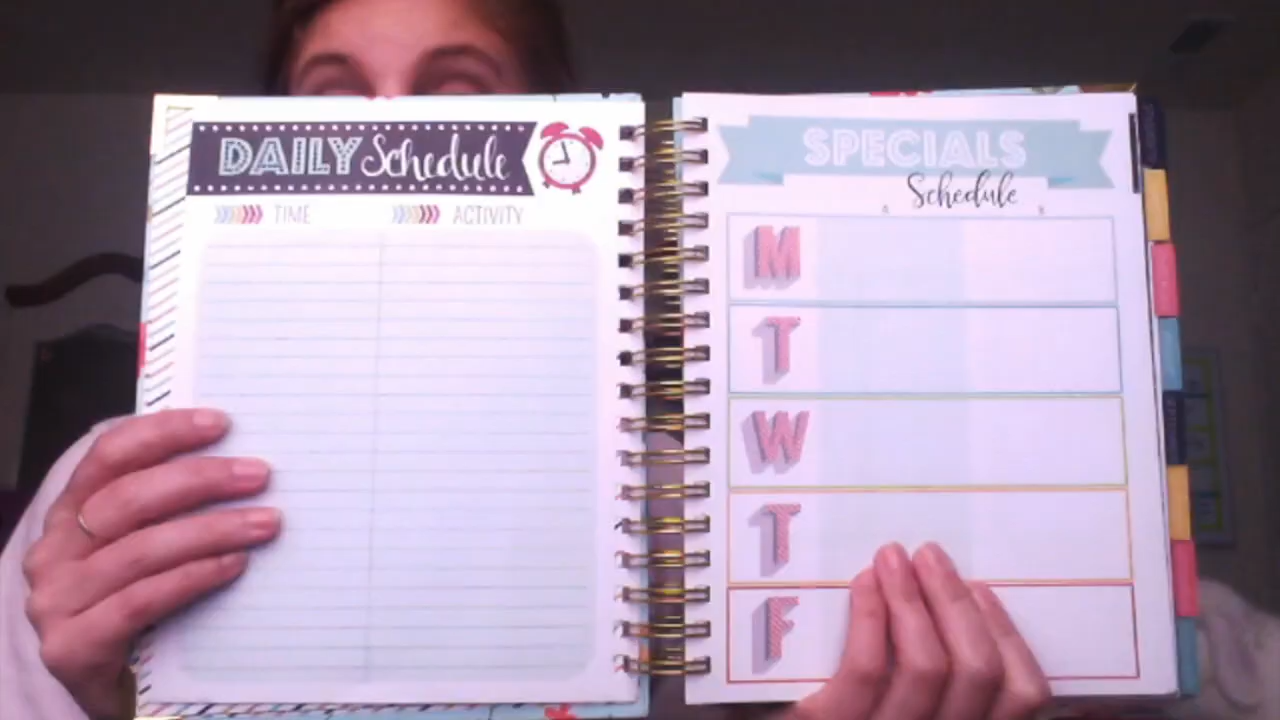 DAILY Schedule
TIME ACTIVITY
SPECIALS
Schedule
M
T
W
T
F